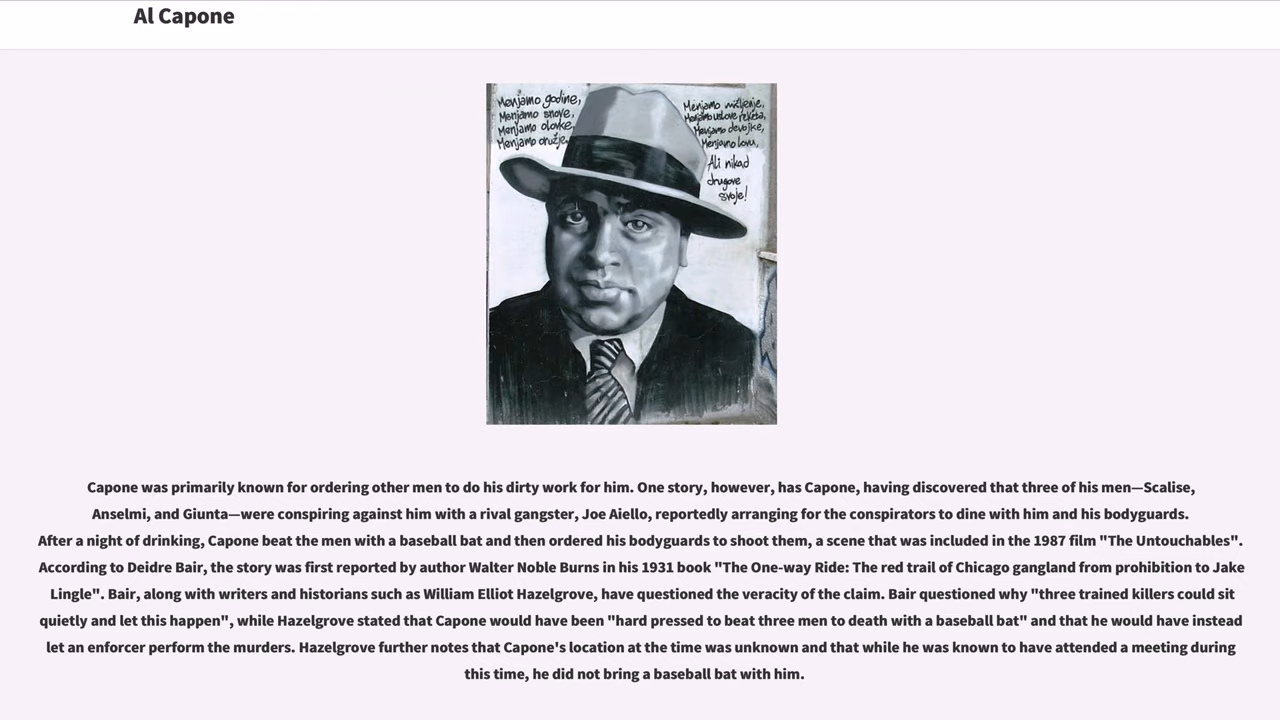 Al Capone
Menjamo godine,
Menjamo snove,
Menjamo olovke,
Menjamo oružje,
Menjamo mišljenje,
Menjamo uslove reketa,
Menjamo devojke,
Menjamo lovu,
Ali nikad
drugove
svoje!
Capone was primarily known for ordering other men to do his dirty work for him. One story, however, has Capone, having discovered that three of his men—Scalise,
Anselmi, and Giunta—were conspiring against him with a rival gangster, Joe Aiello, reportedly arranging for the conspirators to dine with him and his bodyguards.
After a night of drinking, Capone beat the men with a baseball bat and then ordered his bodyguards to shoot them, a scene that was included in the 1987 film "The Untouchables".
According to Deidre Bair, the story was first reported by author Walter Noble Burns in his 1931 book "The One-way Ride: The red trail of Chicago gangland from prohibition to Jake
Lingle". Bair, along with writers and historians such as William Elliot Hazelgrove, have questioned the veracity of the claim. Bair questioned why "three trained killers could sit
quietly and let this happen", while Hazelgrove stated that Capone would have been "hard pressed to beat three men to death with a baseball bat" and that he would have instead
let an enforcer perform the murders. Hazelgrove further notes that Capone's location at the time was unknown and that while he was known to have attended a meeting during
this time, he did not bring a baseball bat with him.